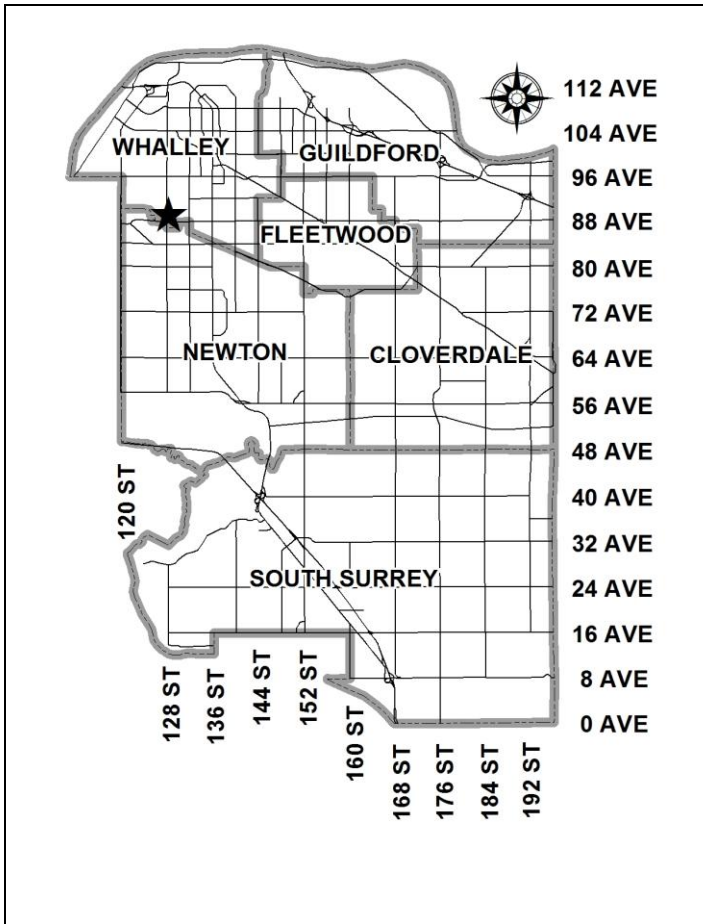 112 AVE
104 AVE
WHALLEY
GUILDFORD
96 AVE
88 AVE
FLEETWOOD
80 AVE
72 AVE
NEWTON
CLOVERDALE
64 AVE
56 AVE
48 AVE
120 ST
40 AVE
32 AVE
SOUTH SURREY
24 AVE
16 AVE
8 AVE
128 ST
136 ST
144 ST
152 ST
160 ST
0 AVE
168 ST
176 ST
184 ST
192 ST